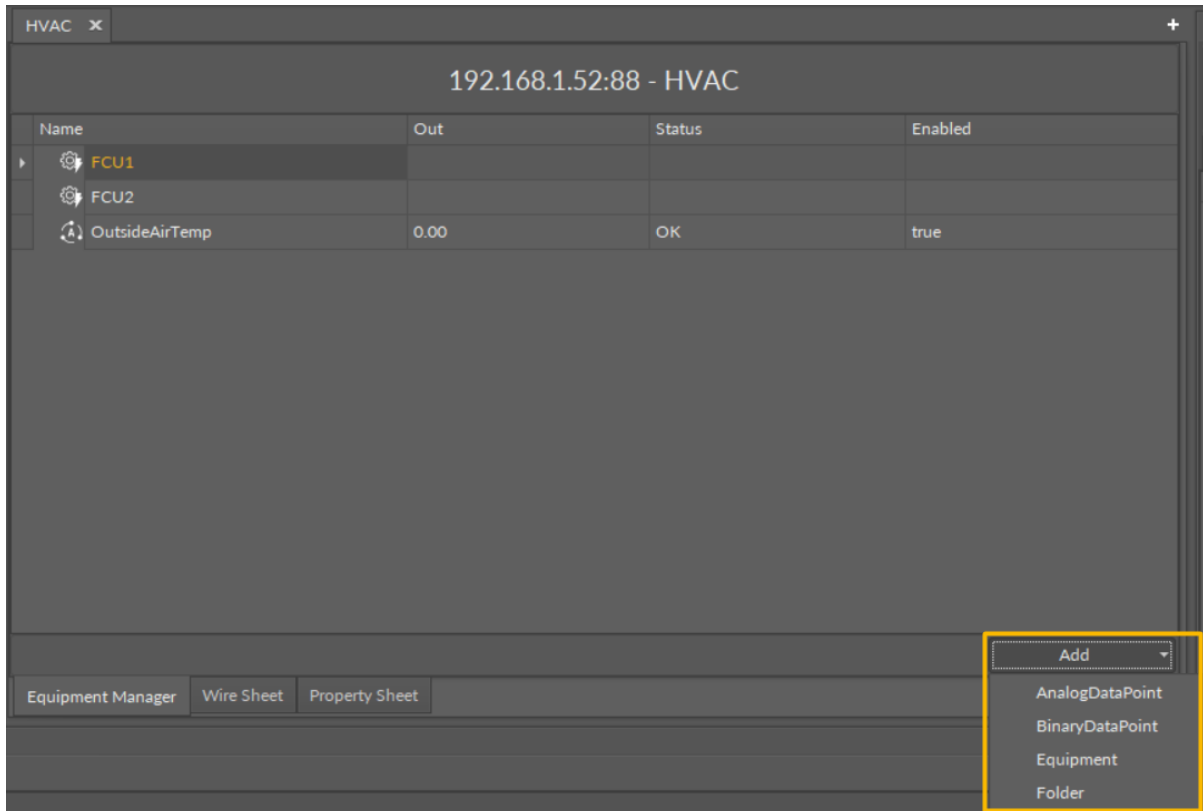 HVAC
192.168.1.52:88 - HVAC
Name Out Status Enabled
FCU1
FCU2
OutsideAirTemp 0.00 OK true
Add
Equipment Manager Wire Sheet Property Sheet
AnalogDataPoint
BinaryDataPoint
Equipment
Folder